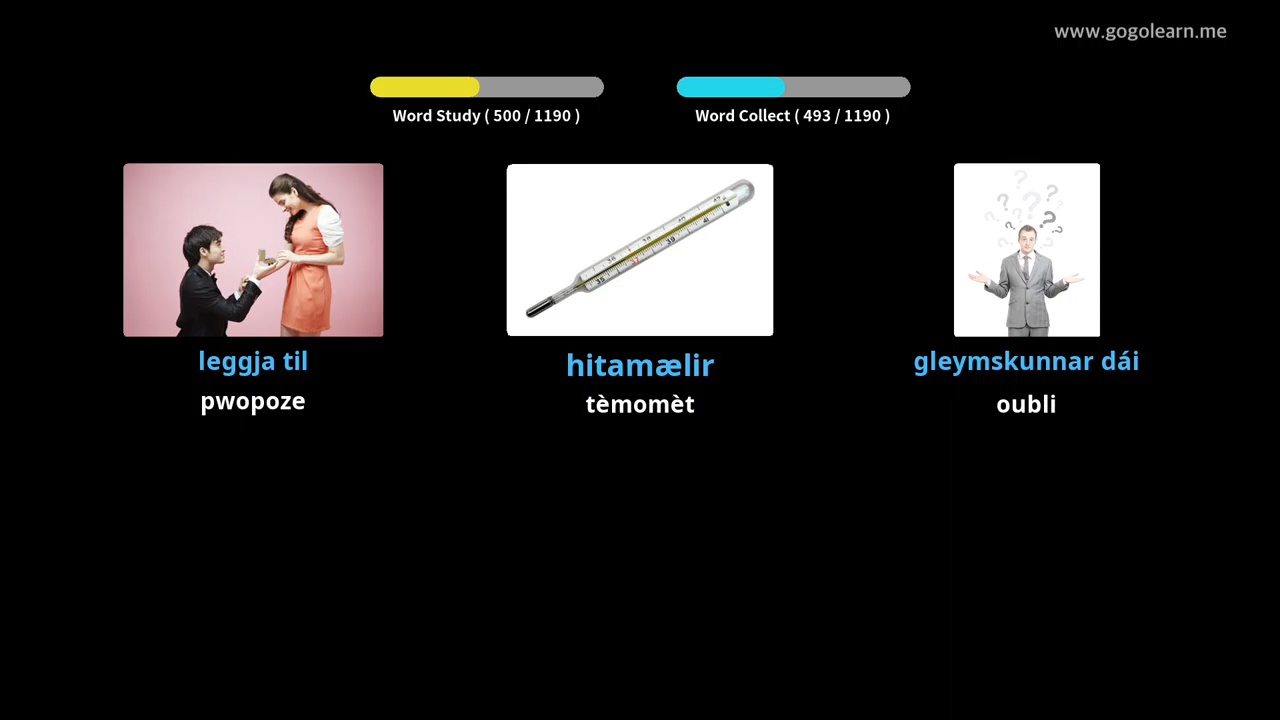 www.gogolearn.me
Word Study ( 500 / 1190 )
Word Collect ( 493 / 1190 )
leggja til
hitamælir
gleymskunnar dái
pwopoze
tèmomèt
oubli